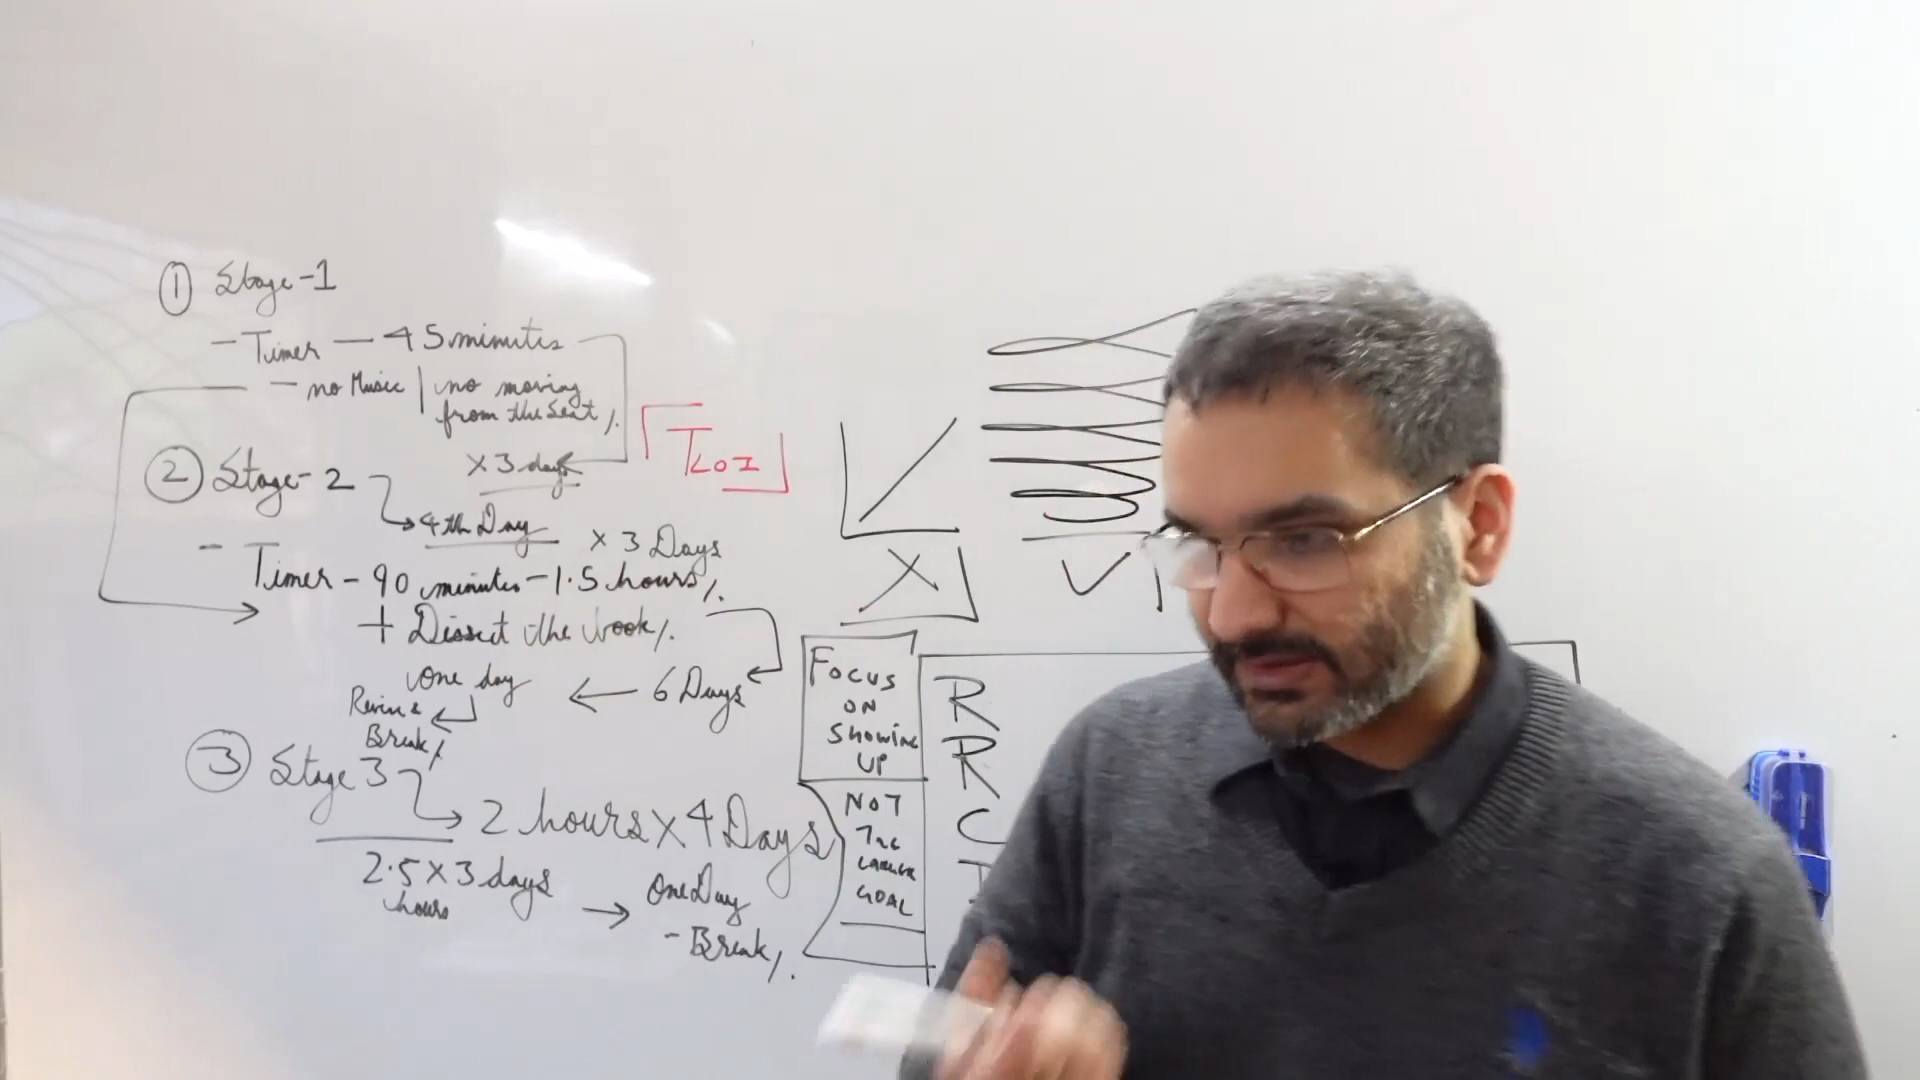 ① Stage-1
- Timer — 45 minutes
- no Music | no moving
from the Seat/.
x 3 days
TLOI
② Stage-2
4th Day x 3 Days
- Timer - 90 minutes - 1.5 hours/.
+ Dissect the book/.
6 Days
one day
Revise
Break/.
③ Stage 3
2 hours x 4 Days
2.5 x 3 days
hours
One Day
- Break/.
X
FOCUS
ON
SHOWING
UP
NOT
THE
LARGER
GOAL
R
R
C